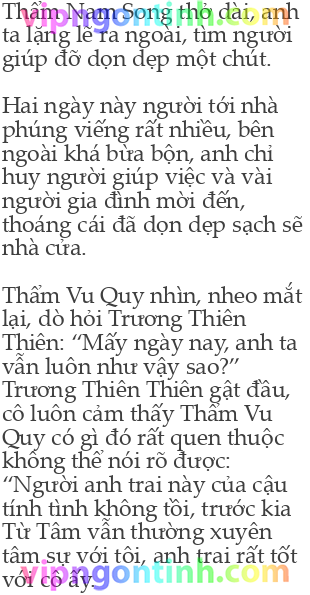 Thẩm Nam Song thở dài, anh
ta lặng lẽ ra ngoài, tìm người
giúp đỡ dọn dẹp một chút.
Hai ngày này người tới nhà
phúng viếng rất nhiều, bên
ngoài khá bừa bộn, anh chỉ
huy người giúp việc và vài
người gia đình mời đến,
thoáng cái đã dọn dẹp sạch sẽ
nhà cửa.
Thẩm Vu Quy nhìn, nheo mắt
lại, dò hỏi Trương Thiên
Thiên: “Mấy ngày nay, anh ta
vẫn luôn như vậy sao?”
Trương Thiên Thiên gật đầu,
cô luôn cảm thấy Thẩm Vu
Quy có gì đó rất quen thuộc
không thể nói rõ được:
“Người anh trai này của cậu
tính tình không tồi, trước kia
Từ Tâm vẫn thường xuyên
tâm sự với tôi, anh trai rất tốt
với cô ấy.
vipngontinh.com
vipngontinh.com